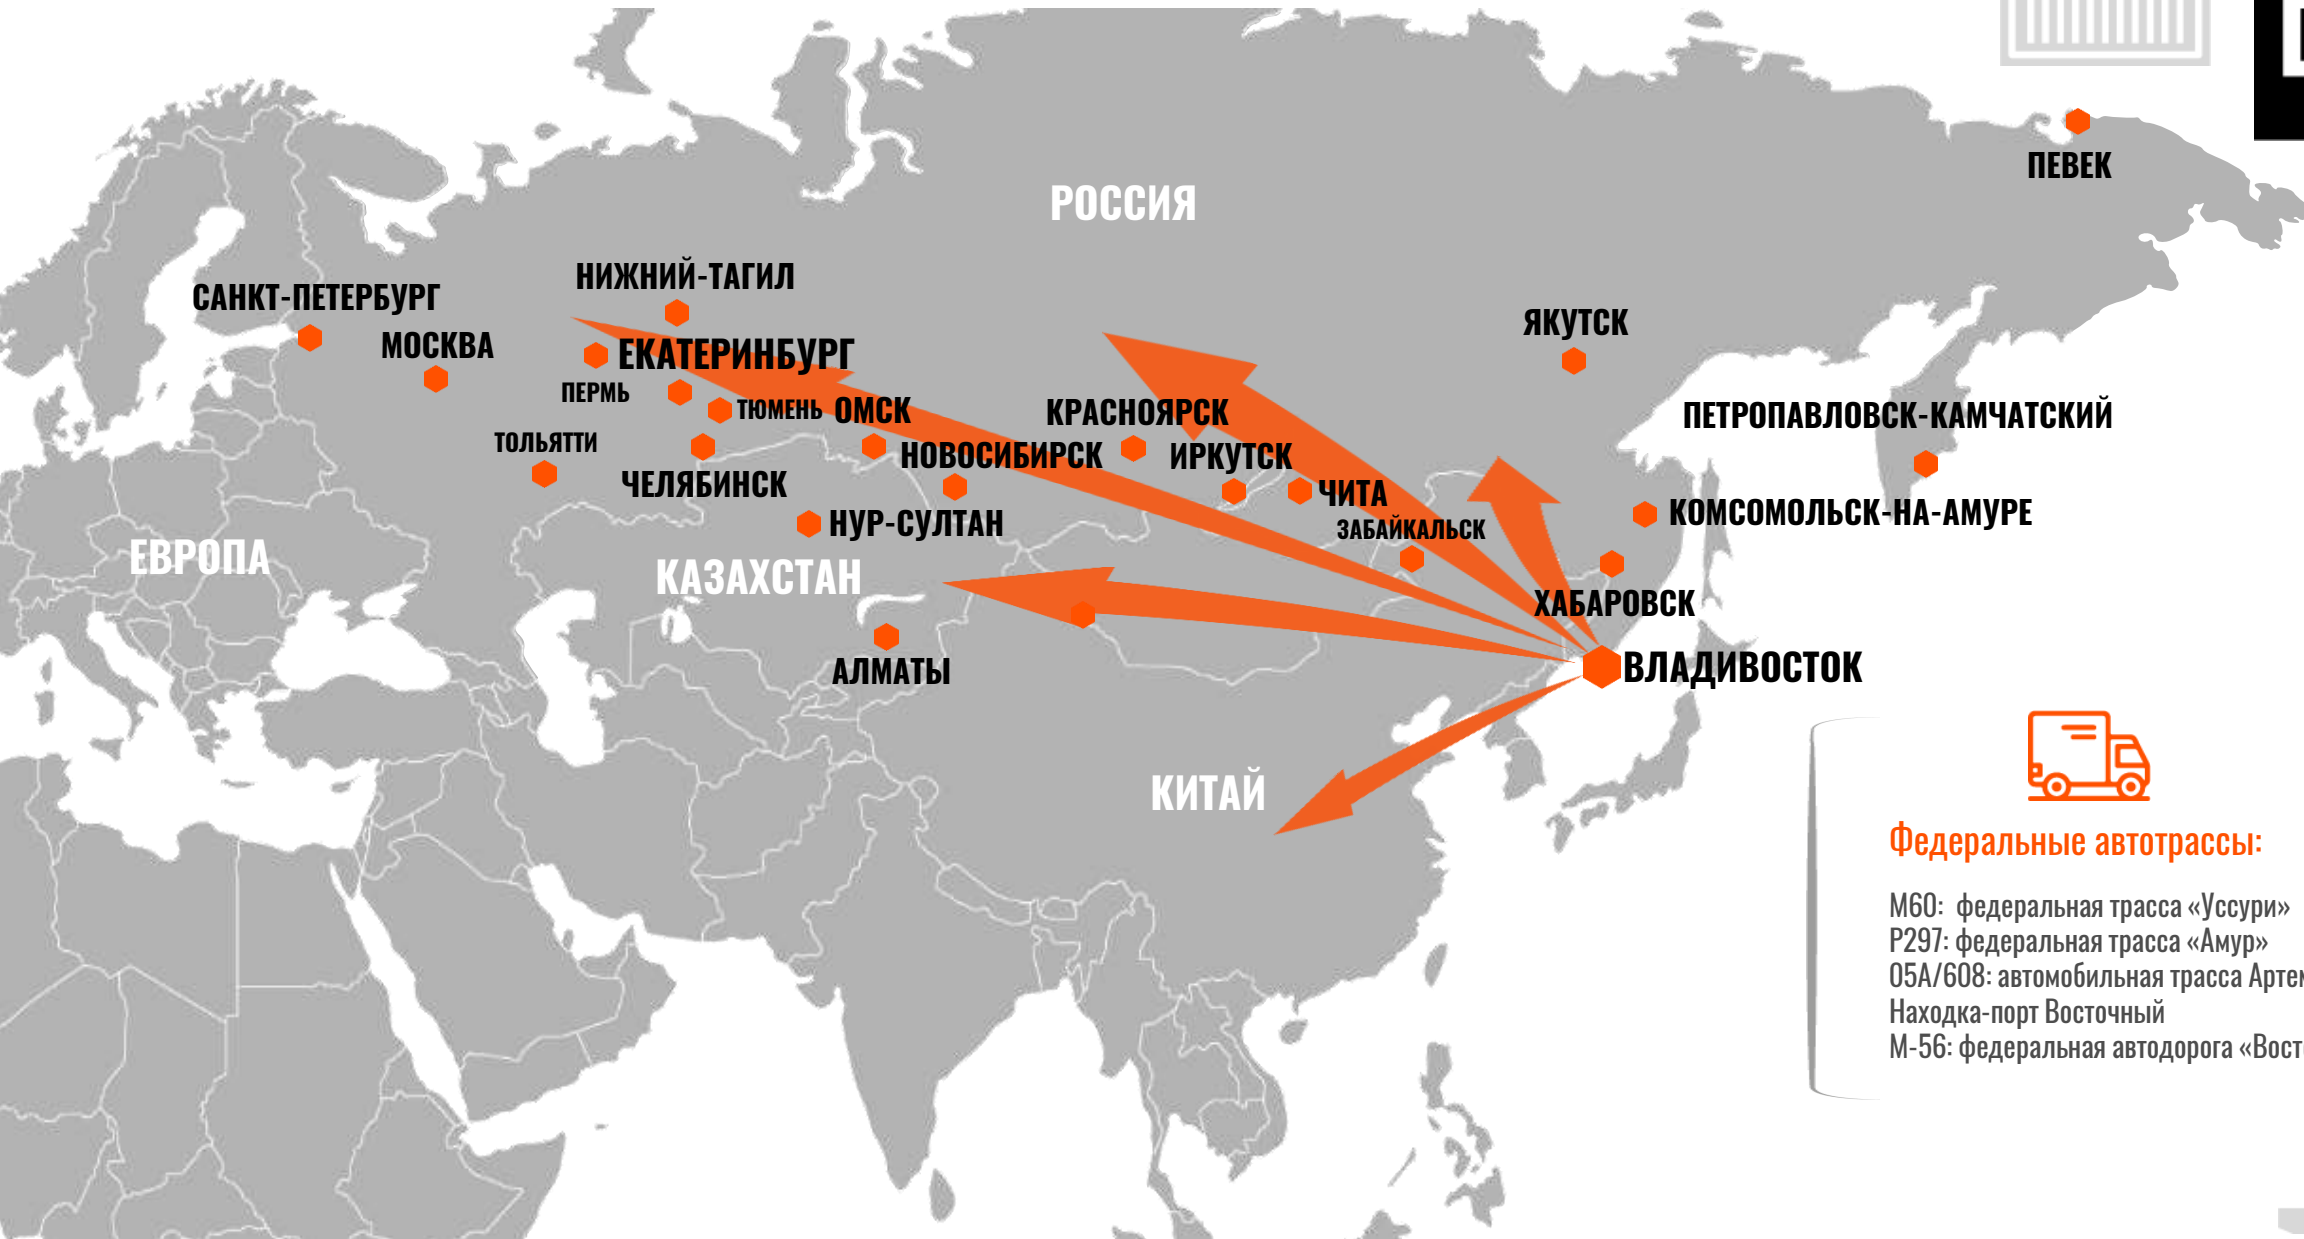 ПЕВЕК
РОССИЯ
НИЖНИЙ-ТАГИЛ
САНКТ-ПЕТЕРБУРГ
ЯКУТСК
МОСКВА
ЕКАТЕРИНБУРГ
ПЕРМЬ
ТЮМЕНЬ
ОМСК
КРАСНОЯРСК
ПЕТРОПАВЛОВСК-КАМЧАТСКИЙ
ТОЛЬЯТТИ
НОВОСИБИРСК
ИРКУТСК
ЧЕЛЯБИНСК
ЧИТА
КОМСОМОЛЬСК-НА-АМУРЕ
НУР-СУЛТАН
ЗАБАЙКАЛЬСК
ЕВРОПА
КАЗАХСТАН
ХАБАРОВСК
АЛМАТЫ
ВЛАДИВОСТОК
КИТАЙ
Федеральные автотрассы:
М60: федеральная трасса «Уссури»
Р297: федеральная трасса «Амур»
05А/608: автомобильная трасса
Находка-порт Восточный
М-56: федеральная автодорога